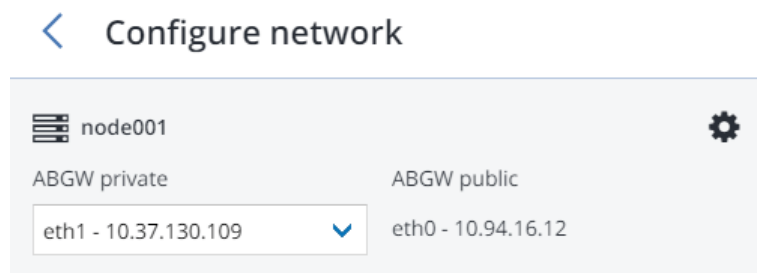 Configure network
node001
ABGW private
ABGW public
eth1 - 10.37.130.109
eth0 - 10.94.16.12